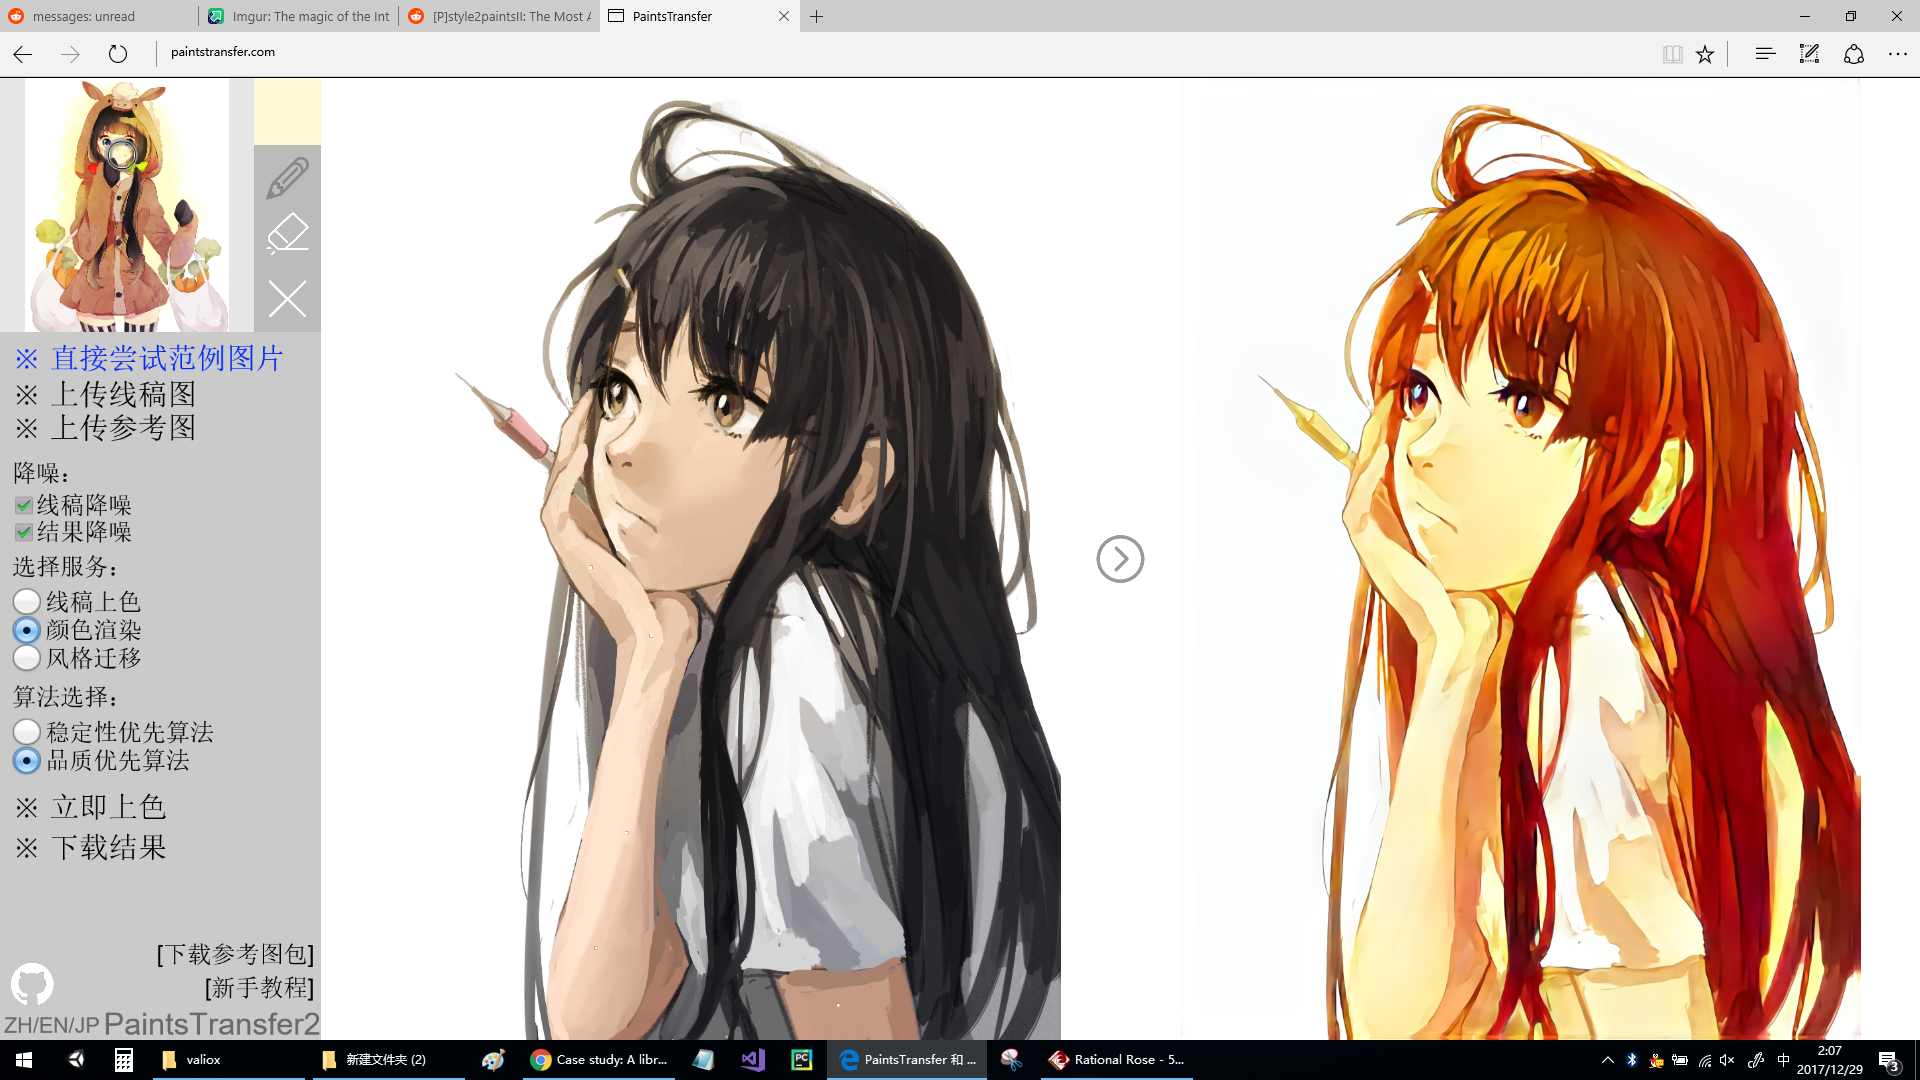 messages: unread
Imgur: The magic of the Int
[P]style2paintsII: The Most A
PaintsTransfer
paintstransfer.com
※ 直接尝试范例图片
※ 上传线稿图
※ 上传参考图
降噪：
线稿降噪
结果降噪
选择服务：
线稿上色
颜色渲染
风格迁移
算法选择：
稳定性优先算法
品质优先算法
※ 立即上色
※ 下载结果
[下载参考图包]
[新手教程]
ZH/EN/JP PaintsTransfer2
valiox
新建文件夹 (2)
Case study: A libr...
PaintsTransfer 和 ...
Rational Rose - 5...
中
2:07
2017/12/29
3